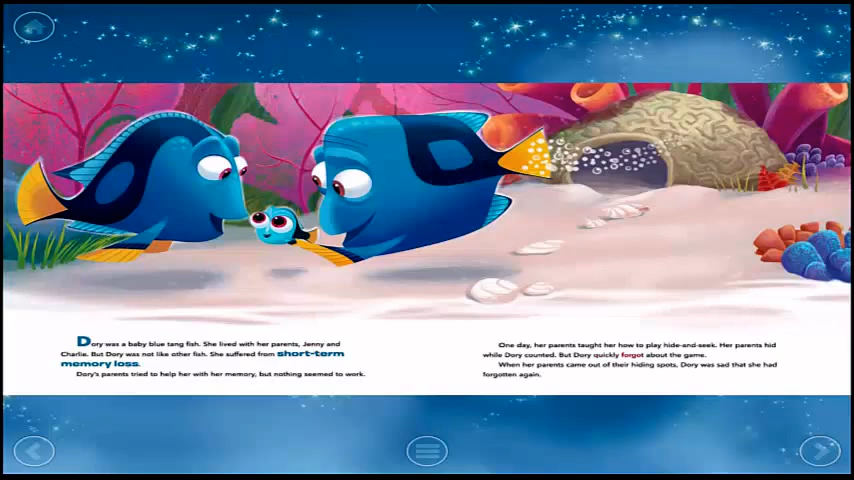 Dory was a baby blue tang fish. She lived with her parents, Jenny and
Charlie. But Dory was not like other fish. She suffered from short-term
memory loss.
Dory's parents tried to help her with her memory, but nothing seemed to work.
One day, her parents taught her how to play hide-and-seek. Her parents hid
while Dory counted. But Dory quickly forgot about the game.
When her parents came out of their hiding spots, Dory was sad that she had
forgotten again.